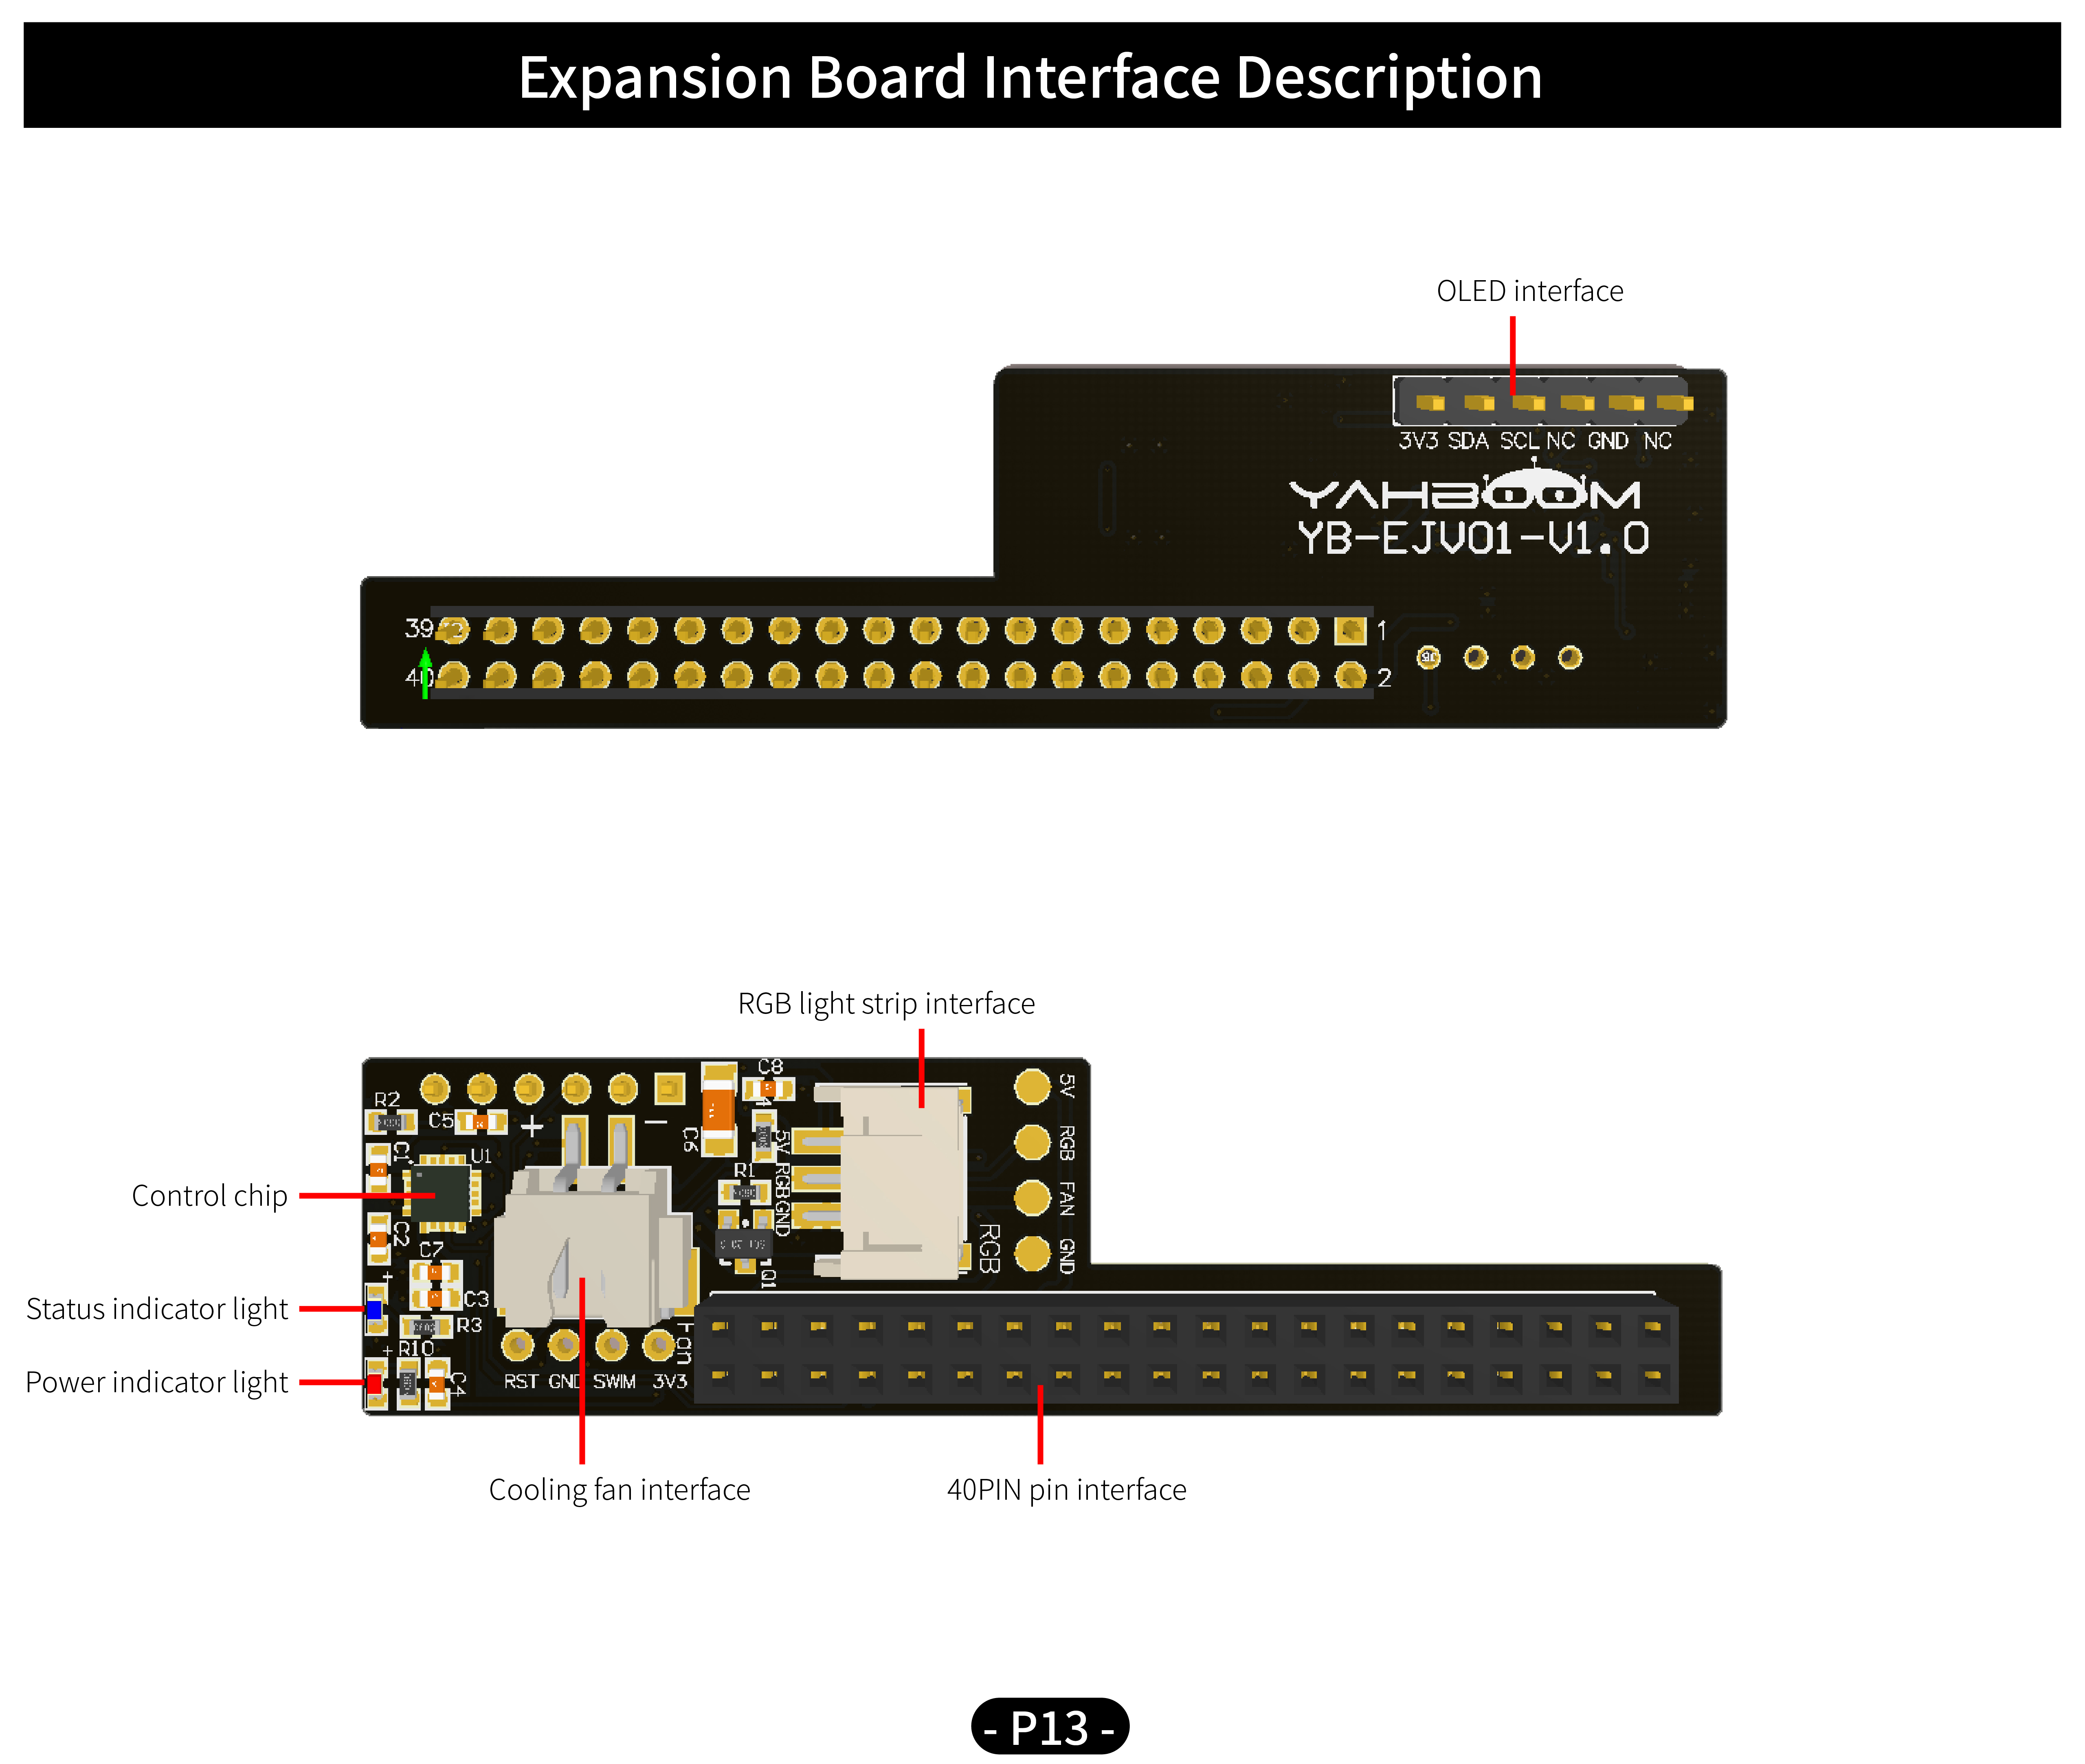 Expansion Board Interface Description
OLED interface
3V3 SDA SCL NC GND NC
YAHBOOM
YB-EJV01-V1.0
39
1
40
2
RGB light strip interface
C8
5V
R2
C5
+
−
C6
5V
RGB
C1
U1
R1
RGB
Control chip
GND
FAN
C2
C7
RGB
GND
Q1
+
C3
Status indicator light
R3
Fan
+
R10
Power indicator light
C4
RST GND SWIM 3V3
Cooling fan interface
40PIN pin interface
- P13 -